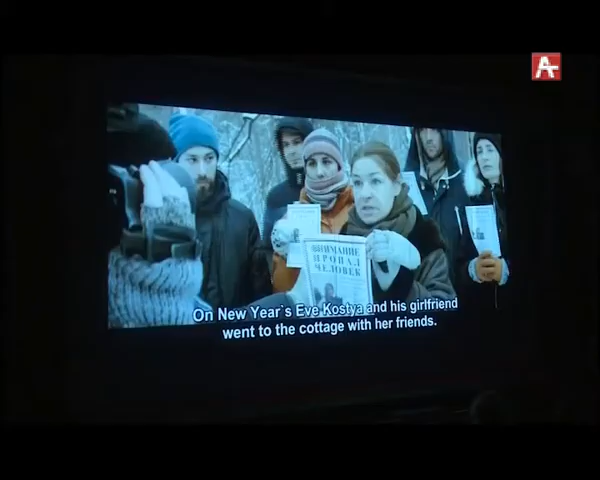 ВНИМАНИЕ
ПРОПАЛ
ЧЕЛОВЕК
On New Year`s Eve Kostya and his girlfriend
went to the cottage with her friends.